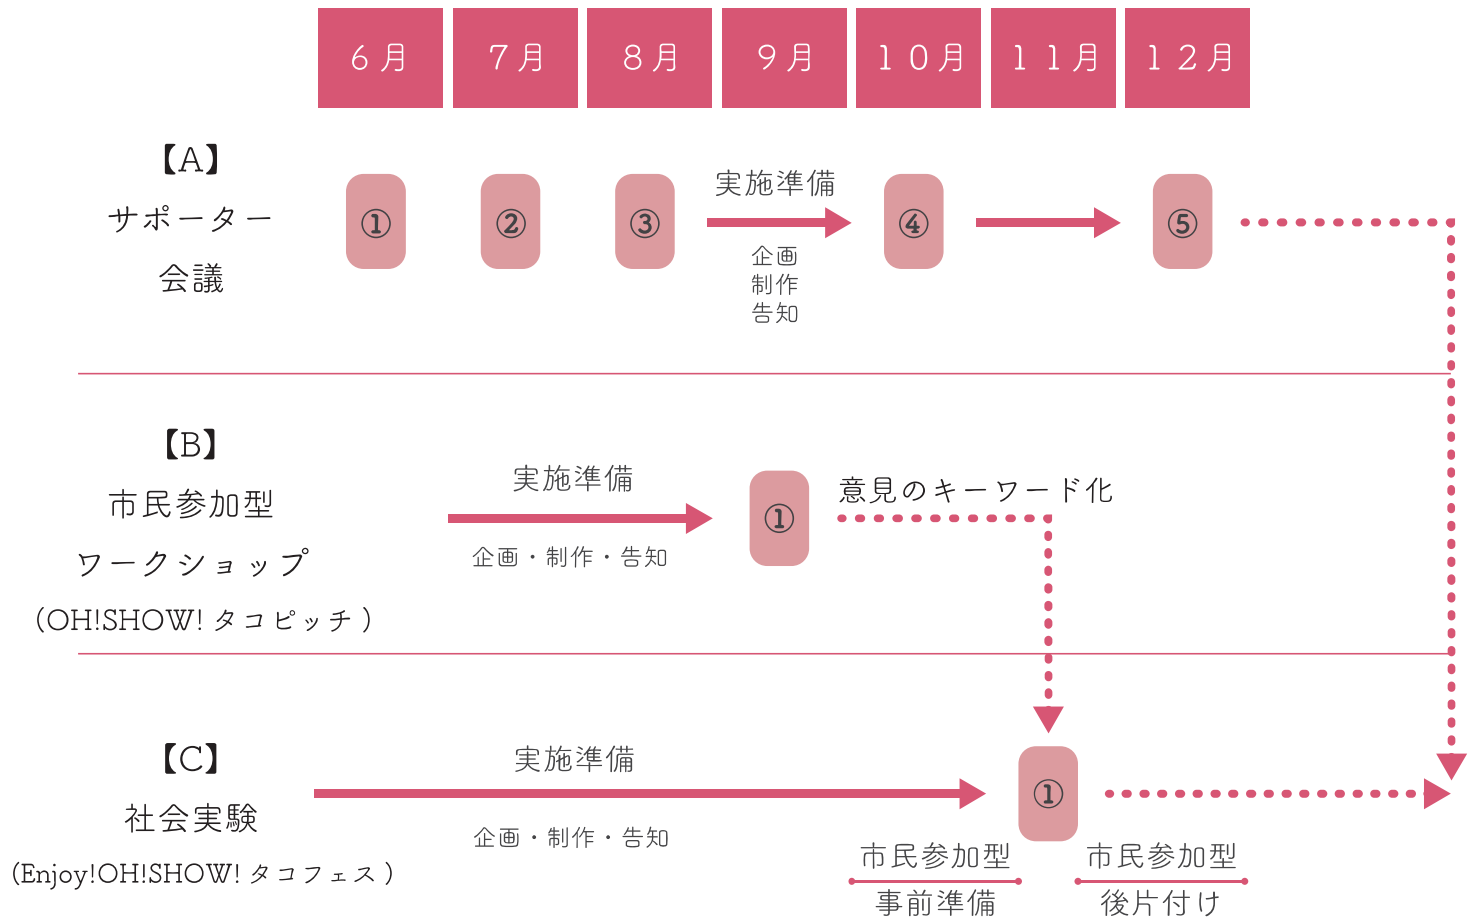 6月 7月 8月 9月 10月 11月 12月
【A】
サポーター
会議
① ② ③ ④ ⑤
実施準備
企画
制作
告知
【B】
市民参加型
ワークショップ
(OH!SHOW!タコピッチ)
実施準備
企画・制作・告知
①
意見のキーワード化
【C】
社会実験
(Enjoy!OH!SHOW!タコフェス)
実施準備
企画・制作・告知
①
市民参加型
事前準備
市民参加型
後片付け